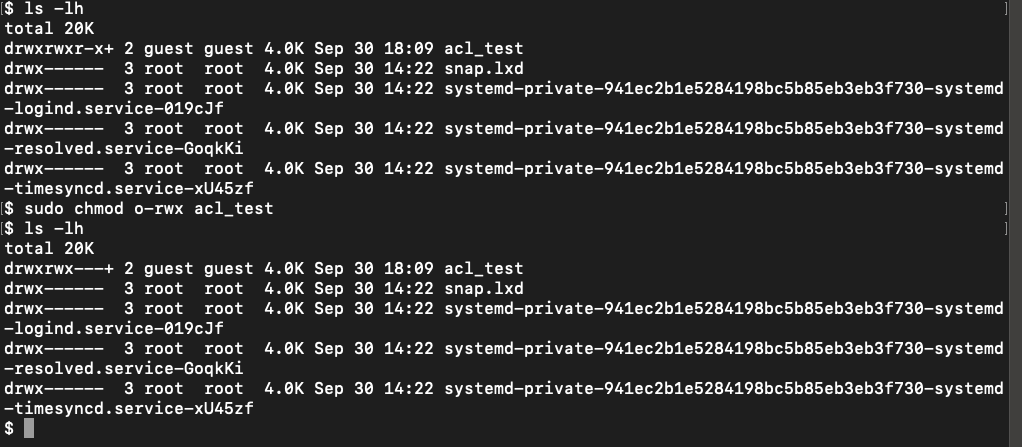 [$ ls -lh ]
total 20K
drwxrwxr-x+ 2 guest guest 4.0K Sep 30 18:09 acl_test
drwx------  3 root  root  4.0K Sep 30 14:22 snap.lxd
drwx------  3 root  root  4.0K Sep 30 14:22 systemd-private-941ec2b1e5284198bc5b85eb3eb3f730-systemd
-logind.service-019cJf
drwx------  3 root  root  4.0K Sep 30 14:22 systemd-private-941ec2b1e5284198bc5b85eb3eb3f730-systemd
-resolved.service-GoqkKi
drwx------  3 root  root  4.0K Sep 30 14:22 systemd-private-941ec2b1e5284198bc5b85eb3eb3f730-systemd
-timesyncd.service-xU45zf
[$ sudo chmod o-rwx acl_test ]
[$ ls -lh ]
total 20K
drwxrwx---+ 2 guest guest 4.0K Sep 30 18:09 acl_test
drwx------  3 root  root  4.0K Sep 30 14:22 snap.lxd
drwx------  3 root  root  4.0K Sep 30 14:22 systemd-private-941ec2b1e5284198bc5b85eb3eb3f730-systemd
-logind.service-019cJf
drwx------  3 root  root  4.0K Sep 30 14:22 systemd-private-941ec2b1e5284198bc5b85eb3eb3f730-systemd
-resolved.service-GoqkKi
drwx------  3 root  root  4.0K Sep 30 14:22 systemd-private-941ec2b1e5284198bc5b85eb3eb3f730-systemd
-timesyncd.service-xU45zf
$